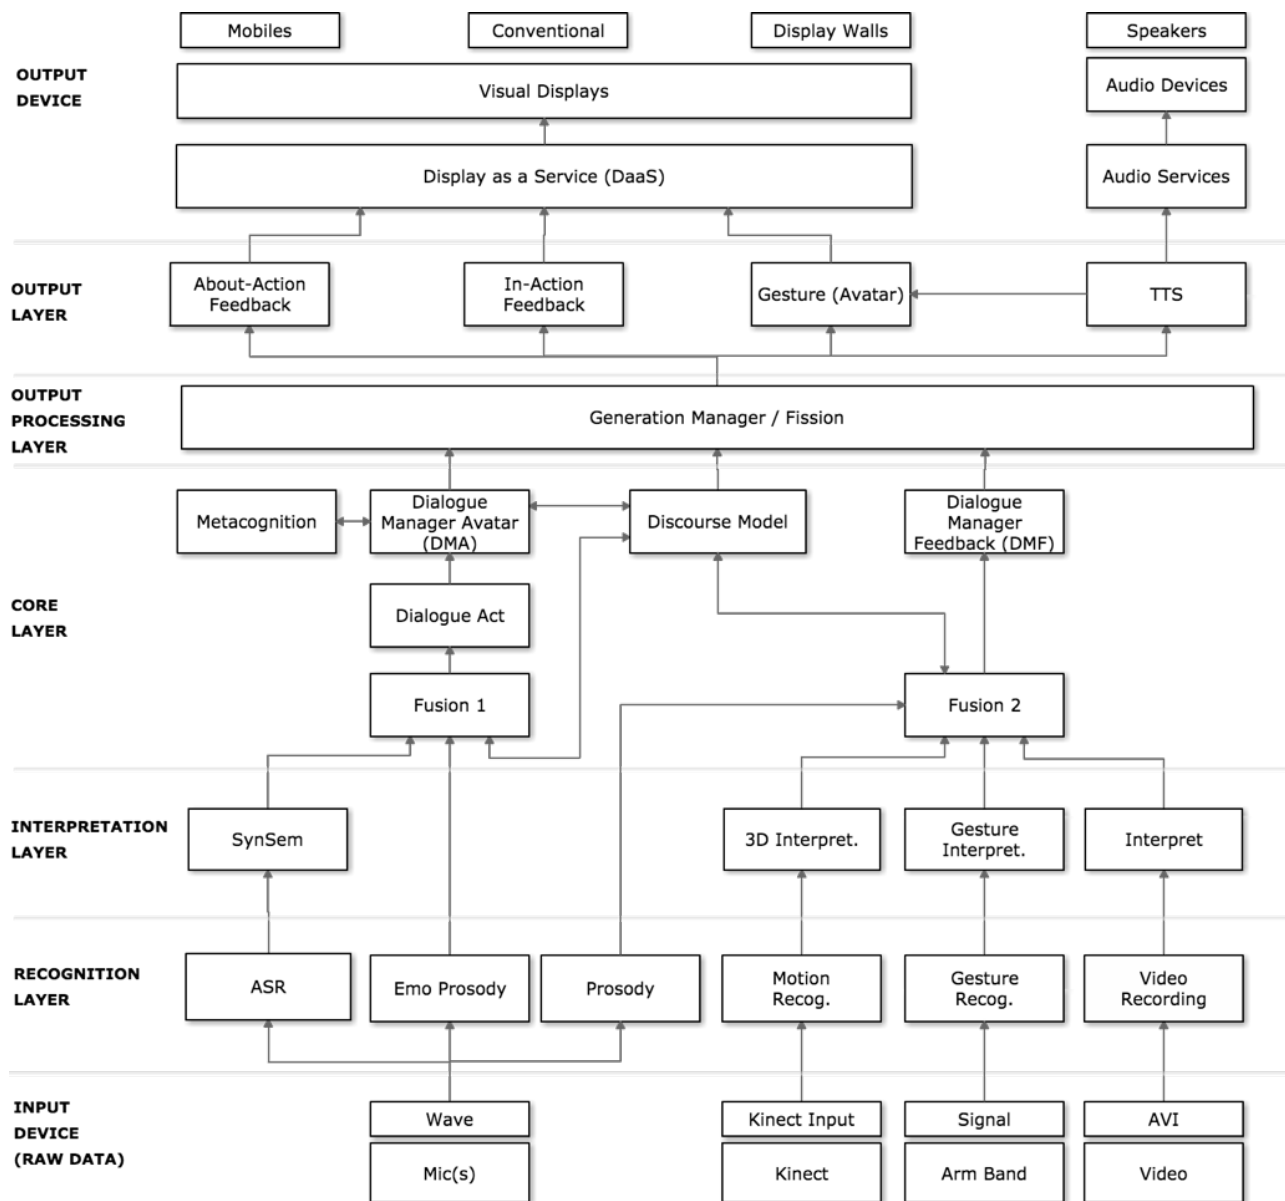 Mobiles
Conventional
Display Walls
Speakers
OUTPUT
DEVICE
Visual Displays
Audio Devices
Display as a Service (DaaS)
Audio Services
OUTPUT
LAYER
About-Action
Feedback
In-Action
Feedback
Gesture (Avatar)
TTS
OUTPUT
PROCESSING
LAYER
Generation Manager / Fission
Metacognition
Dialogue
Manager Avatar
(DMA)
Discourse Model
Dialogue
Manager
Feedback (DMF)
CORE
LAYER
Dialogue Act
Fusion 1
Fusion 2
INTERPRETATION
LAYER
SynSem
3D Interpret.
Gesture
Interpret.
Interpret
RECOGNITION
LAYER
ASR
Emo Prosody
Prosody
Motion
Recog.
Gesture
Recog.
Video
Recording
INPUT
DEVICE
(RAW DATA)
Wave
Kinect Input
Signal
AVI
Mic(s)
Kinect
Arm Band
Video